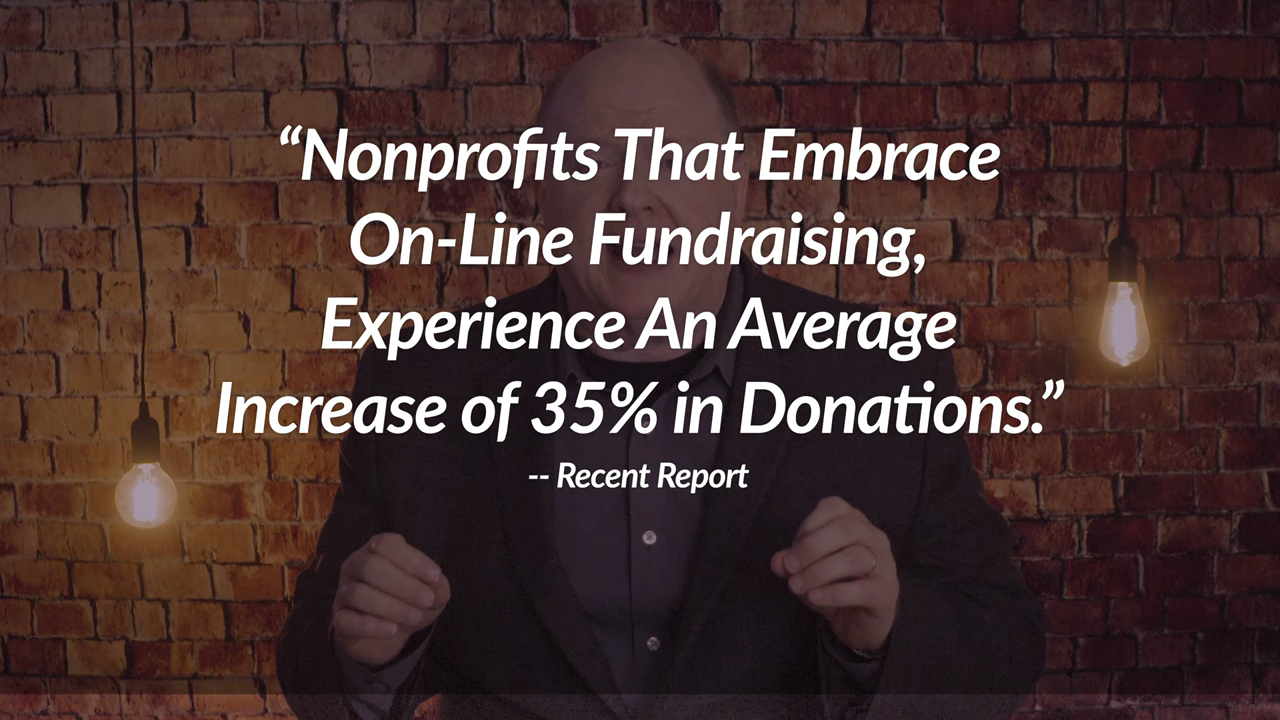 “Nonprofits That Embrace
On-Line Fundraising,
Experience An Average
Increase of 35% in Donations.”
-- Recent Report